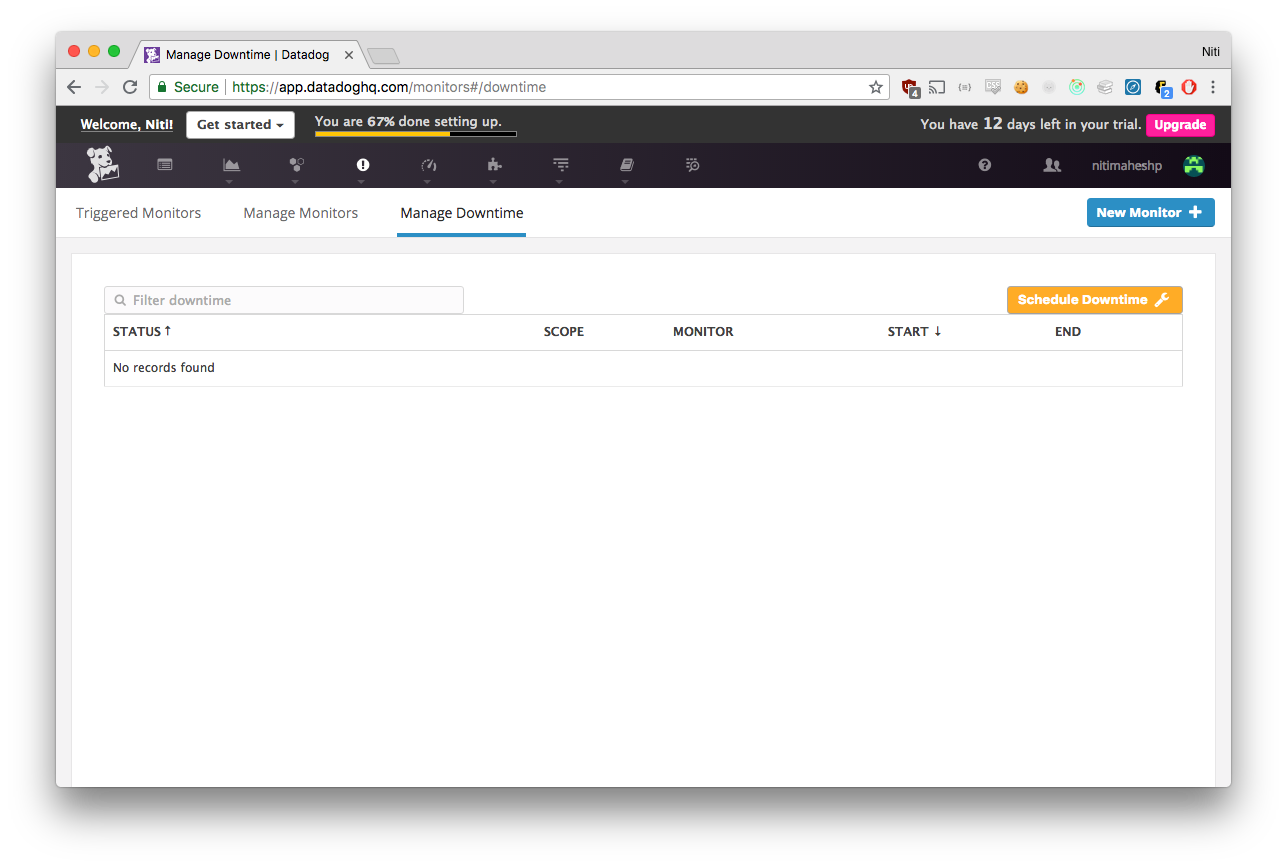 Manage Downtime | Datadog
Niti
Secure
https://app.datadoghq.com/monitors#/downtime
4
2
Welcome, Niti!
Get started
You are 67% done setting up.
You have 12 days left in your trial.
Upgrade
nitimaheshp
Triggered Monitors
Manage Monitors
Manage Downtime
New Monitor
Filter downtime
Schedule Downtime
STATUS SCOPE MONITOR START END
No records found